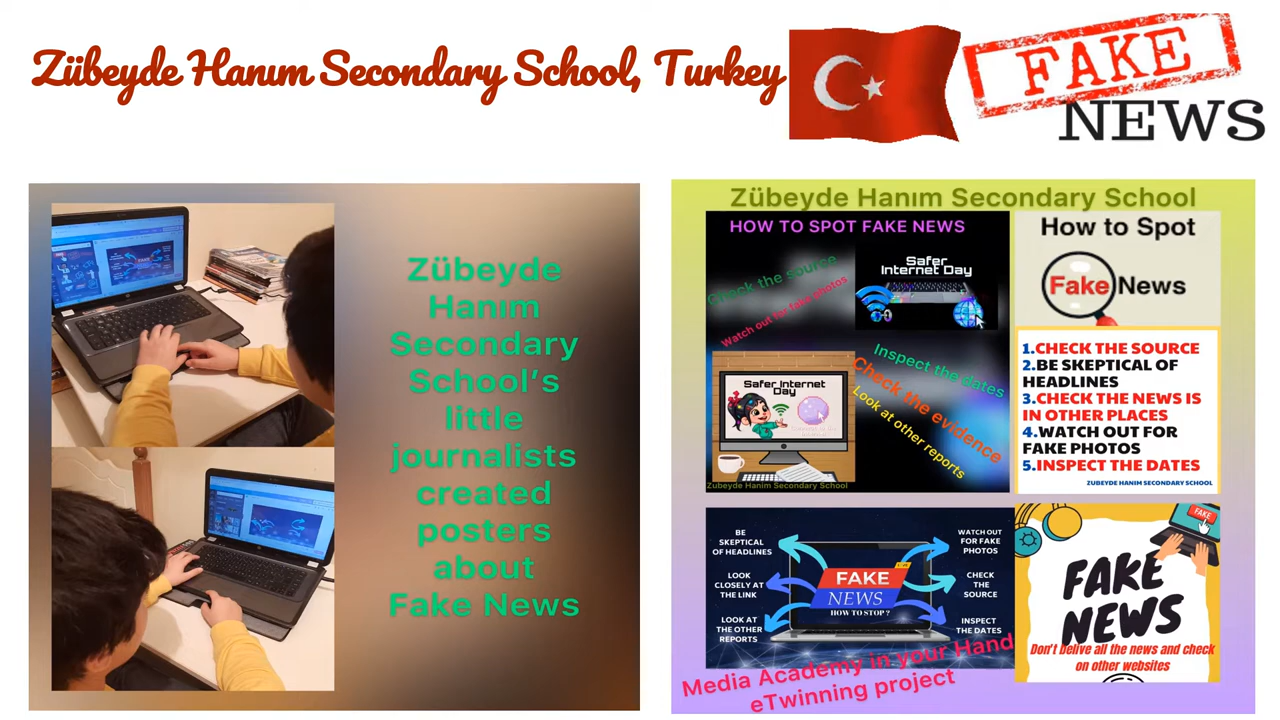 Zübeyde Hanım Secondary School, Turkey
FAKE
NEWS
Zübeyde
Hanım
Secondary
School's
little
journalists
created
posters
about
Fake News
Zübeyde Hanım Secondary School
HOW TO SPOT FAKE NEWS
Check the source
Watch out for fake photos
Safer
Internet Day
Inspect the dates
Check the evidence
Look at other reports
Safer Internet
Day
Zubeyde Hanim Secondary School
How to Spot
Fake News
1.CHECK THE SOURCE
2.BE SKEPTICAL OF
HEADLINES
3.CHECK THE NEWS IS
IN OTHER PLACES
4.WATCH OUT FOR
FAKE PHOTOS
5.INSPECT THE DATES
ZUBEYDE HANIM SECONDARY SCHOOL
BE
SKEPTICAL
OF HEADLINES
LOOK
CLOSELY AT
THE LINK
LOOK AT
THE OTHER
REPORTS
FAKE
NEWS
HOW TO STOP ?
WATCH OUT
FOR FAKE
PHOTOS
CHECK
THE
SOURCE
INSPECT
THE DATES
FAKE
FAKE
NEWS
Don't belive all the news and check
on other websites
Media Academy in your Hand
eTwinning project